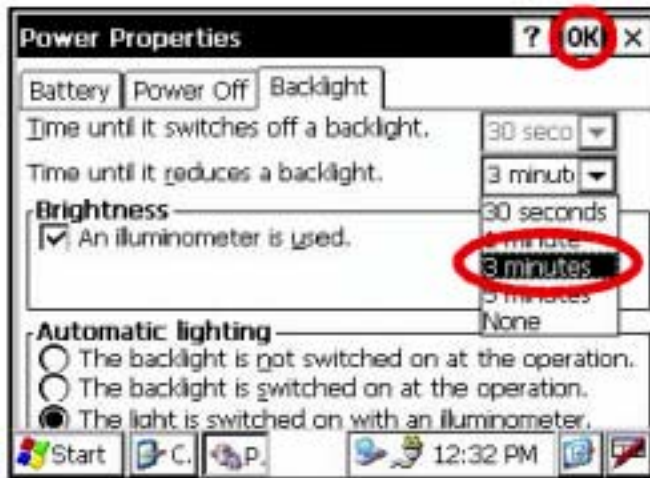 Power Properties ? OK ×
Battery Power Off Backlight
Time until it switches off a backlight. 30 seco
Time until it reduces a backlight. 3 minut
30 seconds
Brightness
An illuminometer is used.
minute
3 minutes
minutes
None
Automatic lighting
The backlight is not switched on at the operation.
The backlight is switched on at the operation.
The light is switched on with an illuminometer.
Start C. P. 12:32 PM